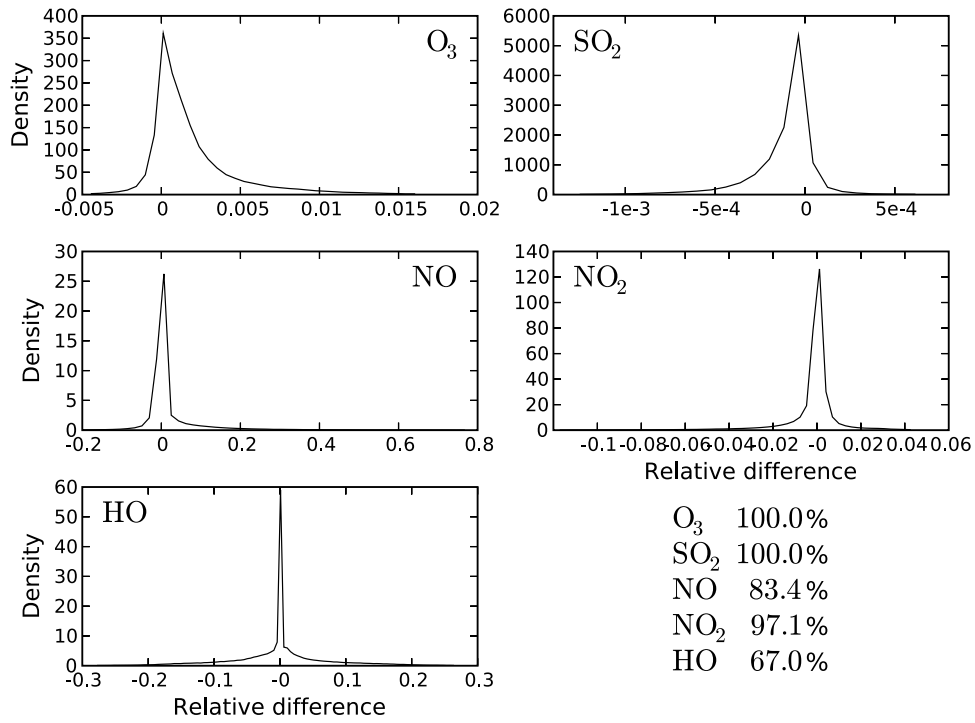 400
350
300
250
200
150
100
50
0
Density
O₃
-0.005 0 0.005 0.01 0.015 0.02
6000
5000
4000
3000
2000
1000
0
SO₂
-1e-3 -5e-4 0 5e-4
30
25
20
15
10
5
0
Density
NO
-0.2 0 0.2 0.4 0.6 0.8
140
120
100
80
60
40
20
0
NO₂
-0.1 -0.08 -0.06 -0.04 -0.02 -0 0.02 0.04 0.06
Relative difference
60
50
40
30
20
10
0
Density
HO
-0.3 -0.2 -0.1 -0 0.1 0.2 0.3
Relative difference
O₃ 100.0%
SO₂ 100.0%
NO 83.4%
NO₂ 97.1%
HO 67.0%